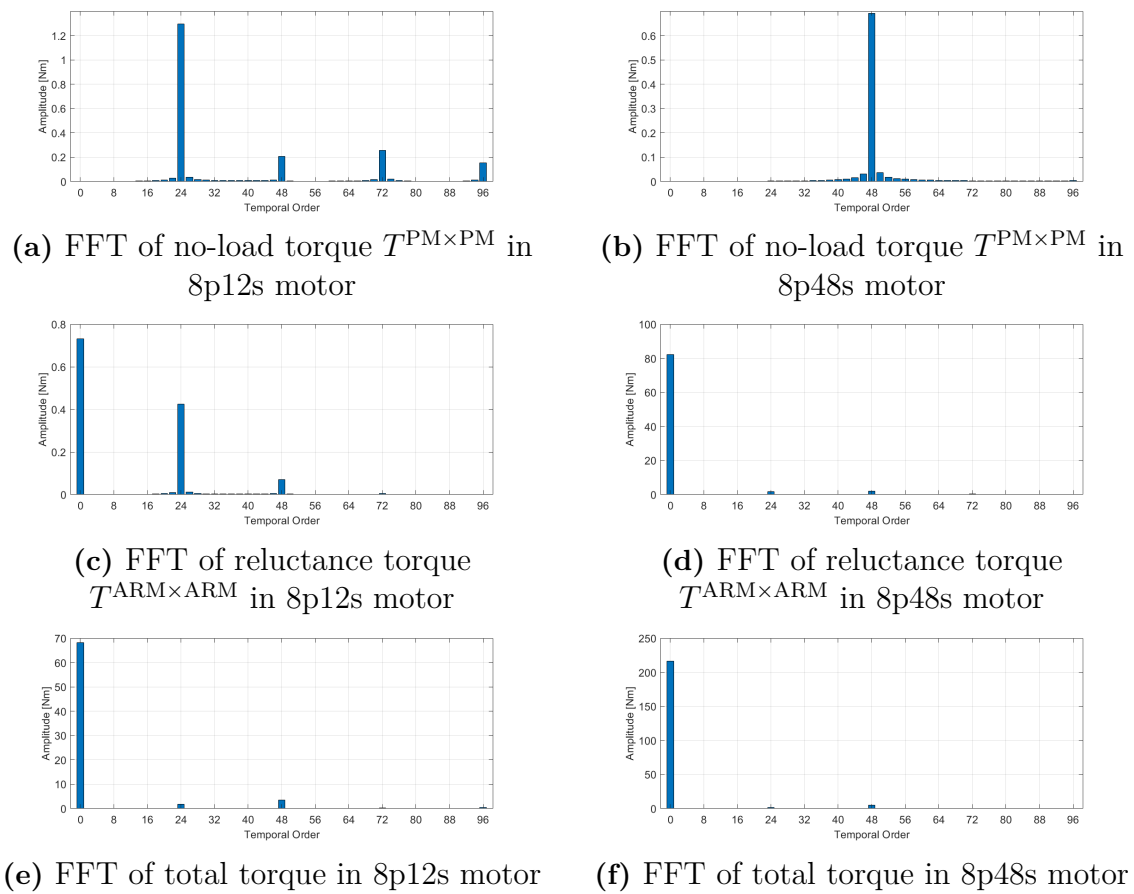 1.2
1
0.8
0.6
0.4
0.2
0
Amplitude [Nm]
0 8 16 24 32 40 48 56 64 72 80 88 96
Temporal Order
(a) FFT of no-load torque T^PM×PM in
8p12s motor
0.6
0.5
0.4
0.3
0.2
0.1
0
Amplitude [Nm]
0 8 16 24 32 40 48 56 64 72 80 88 96
Temporal Order
(b) FFT of no-load torque T^PM×PM in
8p48s motor
0.8
0.6
0.4
0.2
0
Amplitude [Nm]
0 8 16 24 32 40 48 56 64 72 80 88 96
Temporal Order
(c) FFT of reluctance torque
T^ARM×ARM in 8p12s motor
100
80
60
40
20
0
Amplitude [Nm]
0 8 16 24 32 40 48 56 64 72 80 88 96
Temporal Order
(d) FFT of reluctance torque
T^ARM×ARM in 8p48s motor
70
60
50
40
30
20
10
0
Amplitude [Nm]
0 8 16 24 32 40 48 56 64 72 80 88 96
Temporal Order
(e) FFT of total torque in 8p12s motor
250
200
150
100
50
0
Amplitude [Nm]
0 8 16 24 32 40 48 56 64 72 80 88 96
Temporal Order
(f) FFT of total torque in 8p48s motor